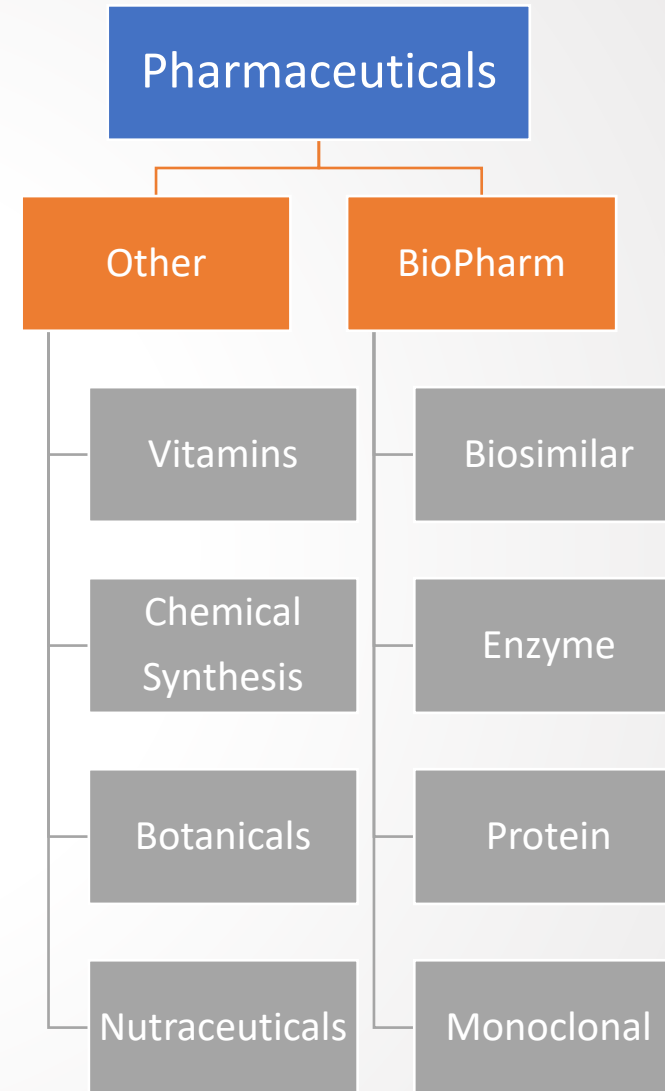 Pharmaceuticals
Other
BioPharm
Vitamins
Chemical
Synthesis
Botanicals
Nutraceuticals
Biosimilar
Enzyme
Protein
Monoclonal